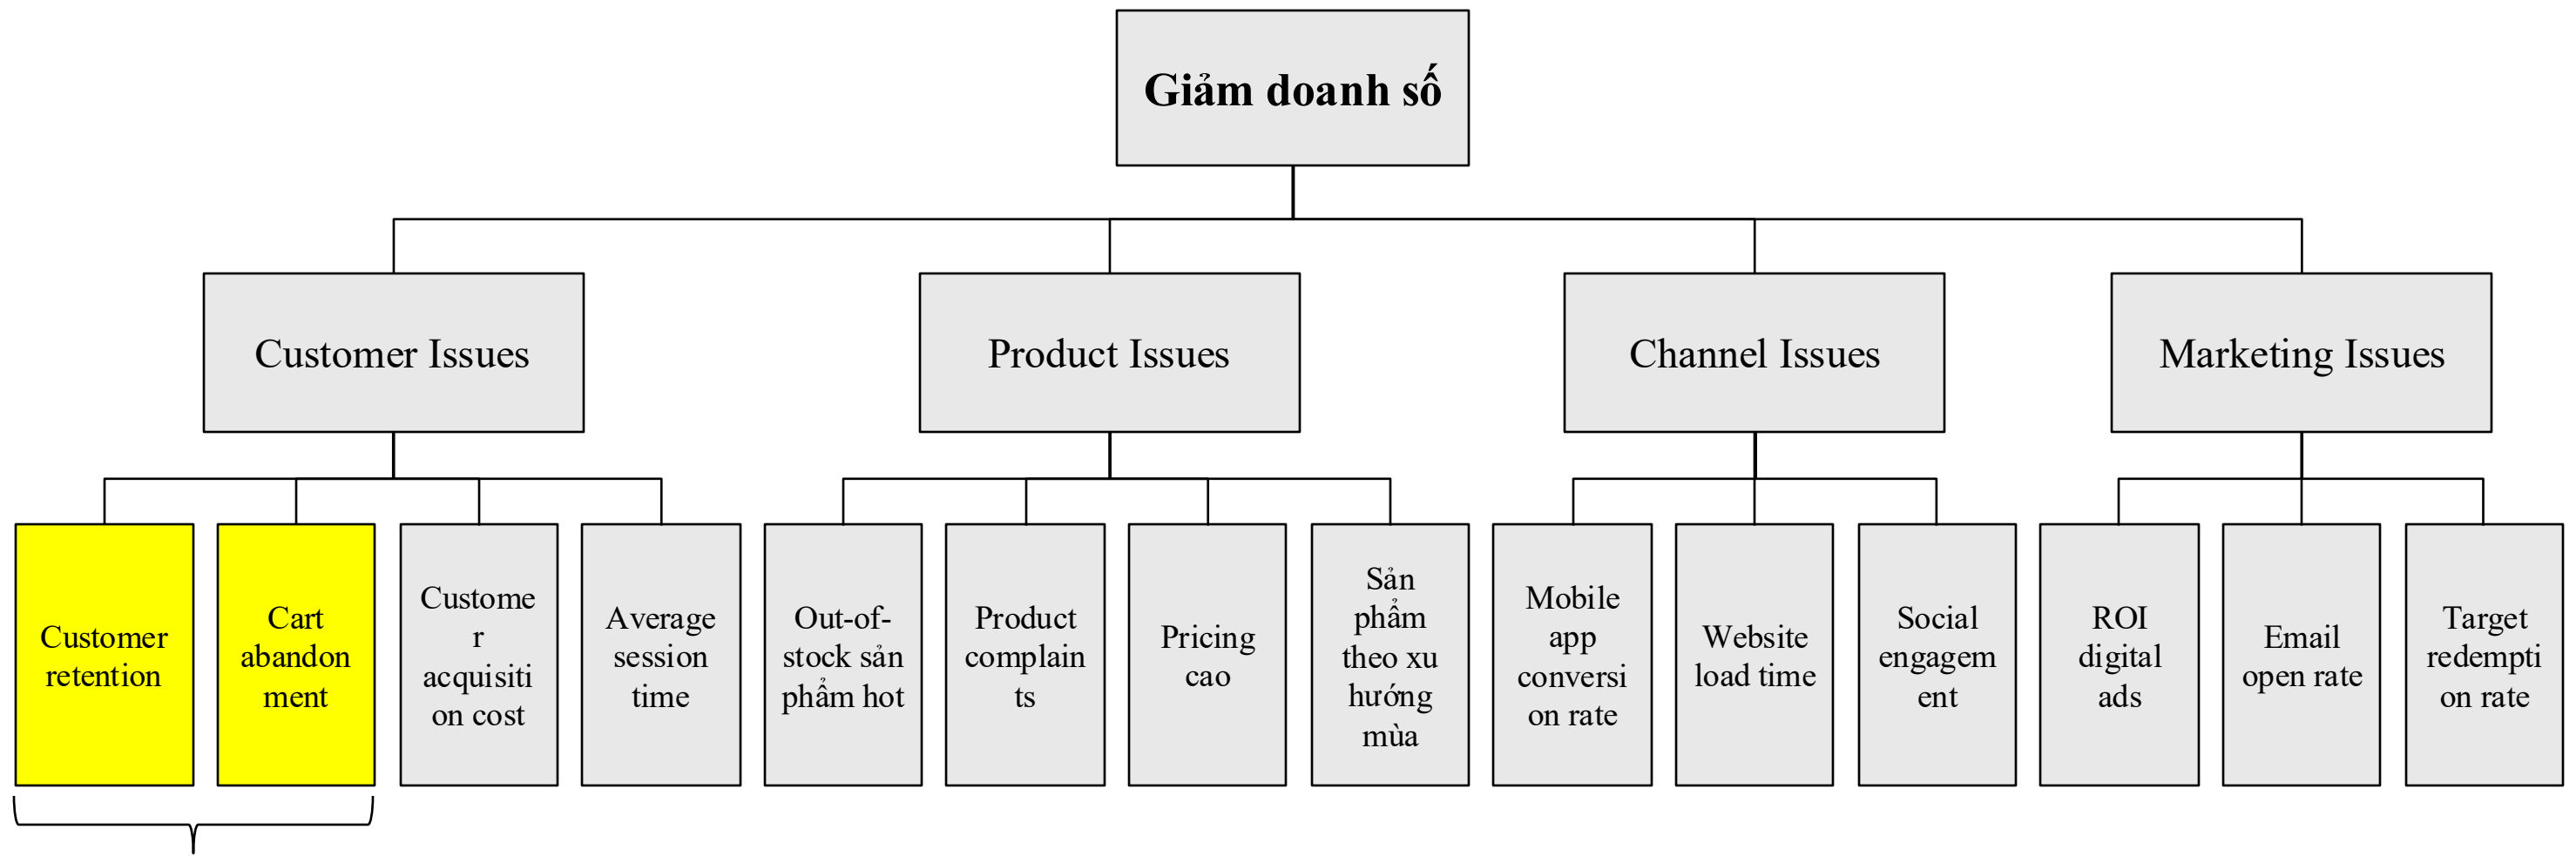 Giảm doanh số
Customer Issues
Product Issues
Channel Issues
Marketing Issues
Customer
retention
Cart
abandon
ment
Custome
r
acquisiti
on cost
Average
session
time
Out-of-
stock sản
phẩm hot
Product
complain
ts
Pricing
cao
Sản
phẩm
theo xu
hướng
mùa
Mobile
app
conversi
on rate
Website
load time
Social
engagem
ent
ROI
digital
ads
Email
open rate
Target
redempti
on rate